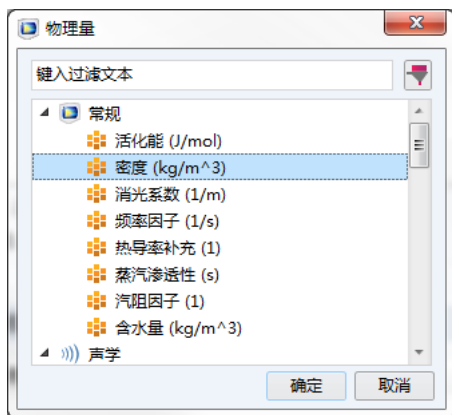 物理量
键入过滤文本
常规
活化能 (J/mol)
密度 (kg/m^3)
消光系数 (1/m)
频率因子 (1/s)
热导率补充 (1)
蒸汽渗透性 (s)
汽阻因子 (1)
含水量 (kg/m^3)
声学
确定 取消